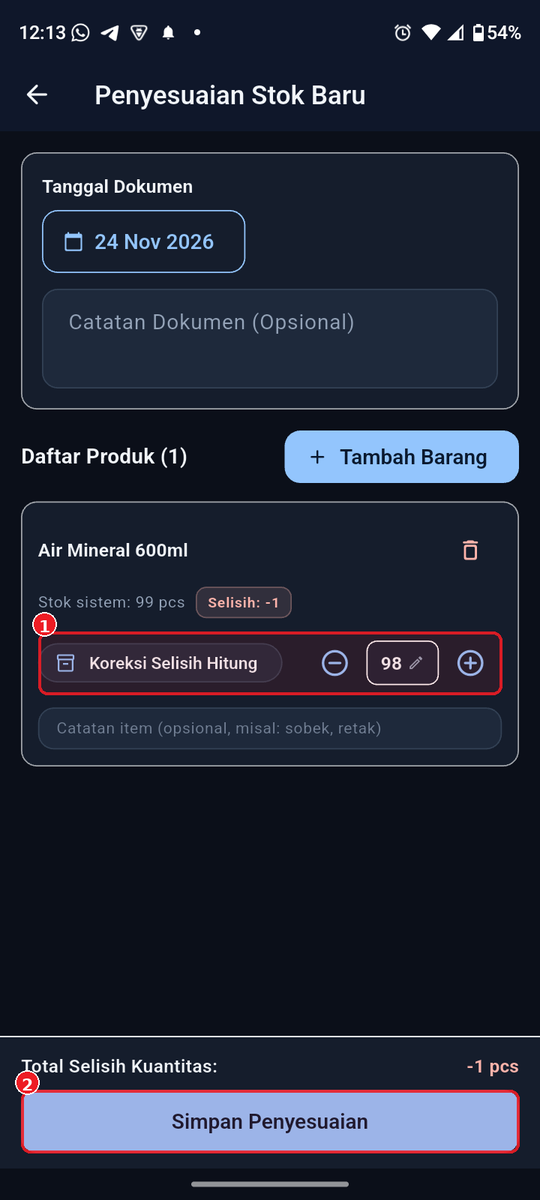 12:13
54%
Penyesuaian Stok Baru
Tanggal Dokumen
24 Nov 2026
Catatan Dokumen (Opsional)
Daftar Produk (1)
+ Tambah Barang
Air Mineral 600ml
Stok sistem: 99 pcs
Selisih: -1
1
Koreksi Selisih Hitung
98
Catatan item (opsional, misal: sobek, retak)
Total Selisih Kuantitas:
-1 pcs
2
Simpan Penyesuaian